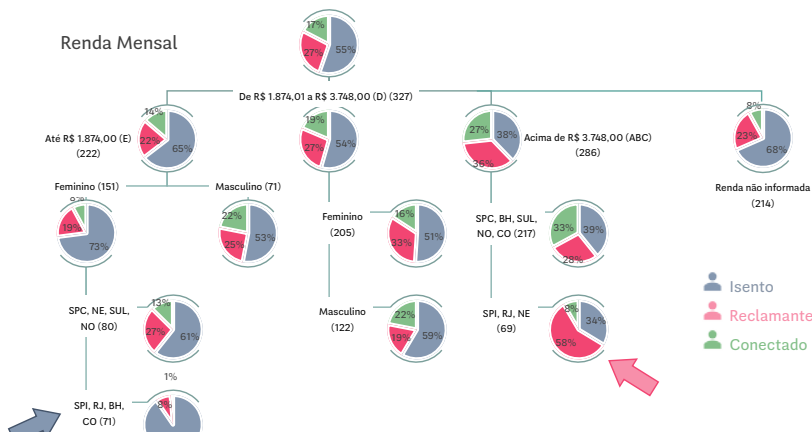 Renda Mensal
17%
27%
55%
De R$ 1.874,01 a R$ 3.748,00 (D) (327)
Até R$ 1.874,00 (E)
(222)
14%
22%
65%
19%
27%
54%
27%
36%
38%
Acima de R$ 3.748,00 (ABC)
(286)
8%
23%
68%
Renda não informada
(214)
Feminino (151)
Masculino (71)
19%
73%
22%
25%
53%
Feminino
(205)
16%
33%
51%
SPC, BH, SUL,
NO, CO (217)
33%
28%
39%
SPC, NE, SUL,
NO (80)
13%
27%
61%
Masculino
(122)
22%
19%
59%
SPI, RJ, NE
(69)
8%
58%
34%
Isento
Reclamante
Conectado
SPI, RJ, BH,
CO (71)
1%
8%